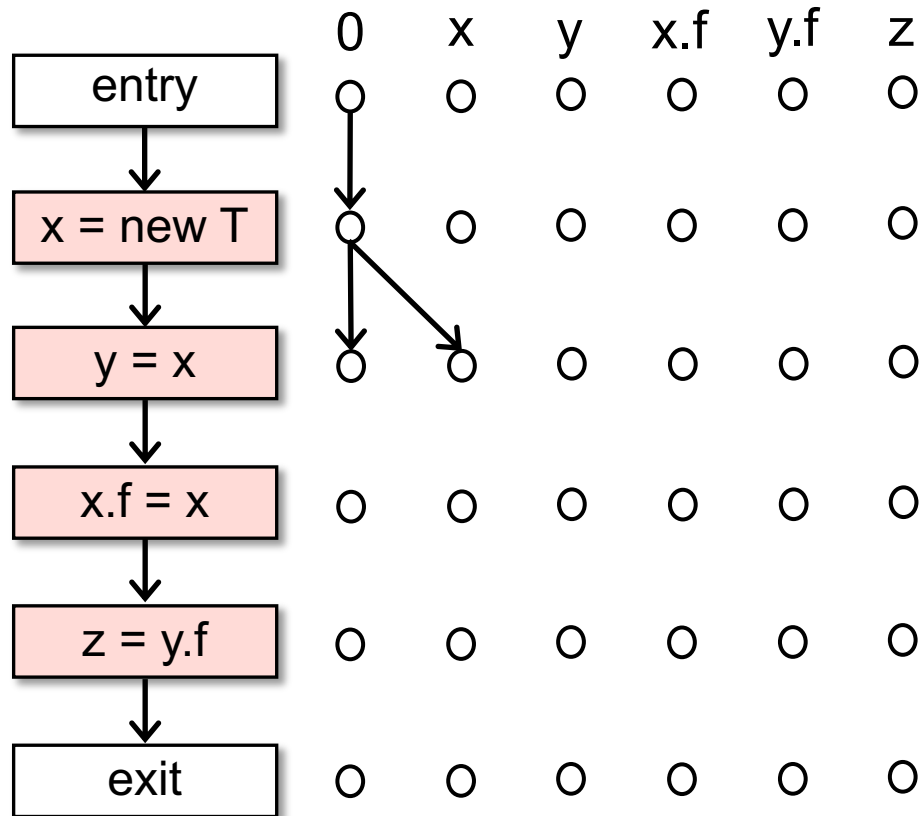 0 x y x.f y.f z
entry
x = new T
y = x
x.f = x
z = y.f
exit